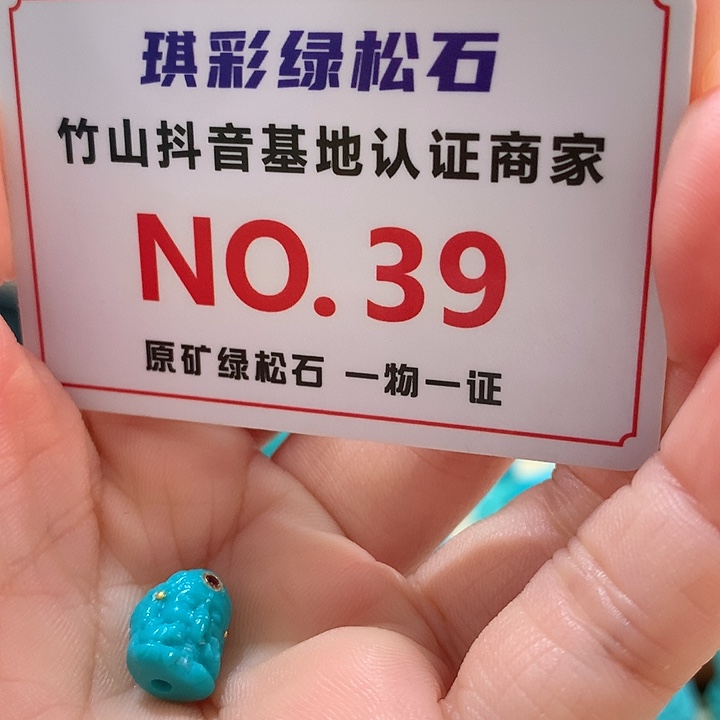 琪彩绿松石
竹山抖音基地认证商家
NO. 39
原矿绿松石 一物一证